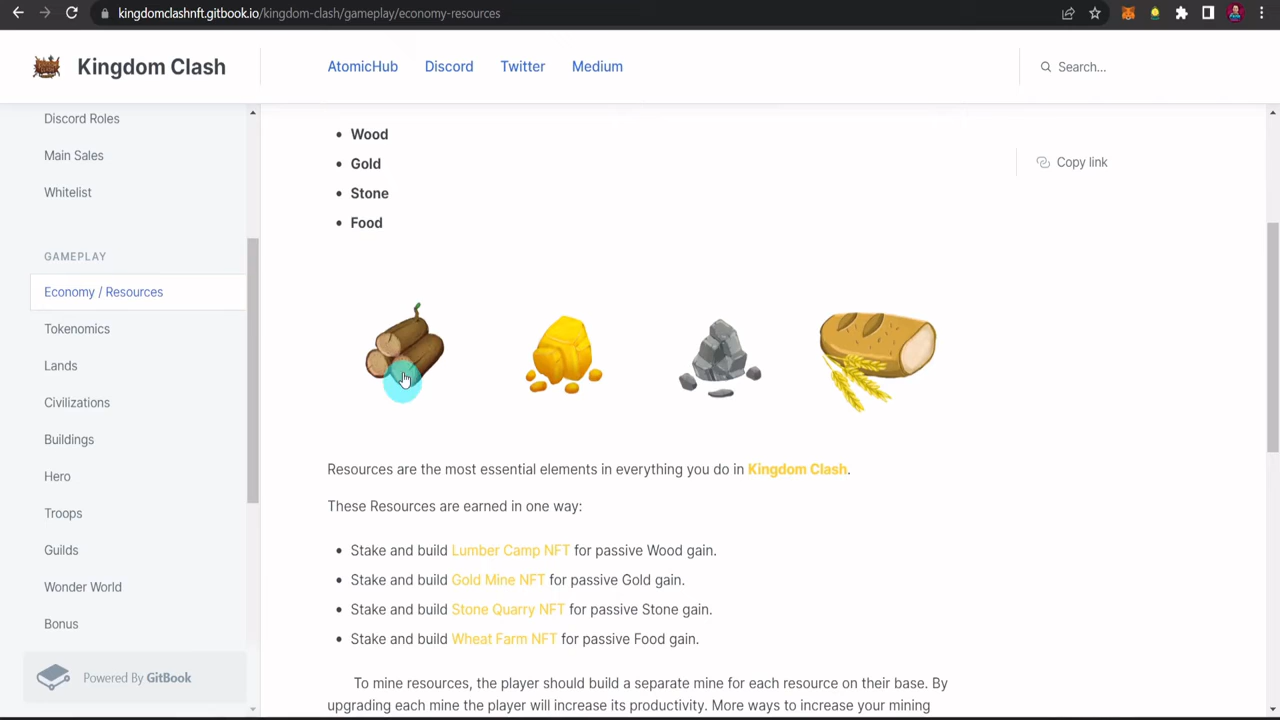 kingdomclashnft.gitbook.io/kingdom-clash/gameplay/economy-resources
Kingdom Clash
AtomicHub
Discord
Twitter
Medium
Search...
Discord Roles
Main Sales
Whitelist
GAMEPLAY
Economy / Resources
Tokenomics
Lands
Civilizations
Buildings
Hero
Troops
Guilds
Wonder World
Bonus
Powered By GitBook
• Wood
• Gold
• Stone
• Food
Copy link
Resources are the most essential elements in everything you do in Kingdom Clash.
These Resources are earned in one way:
• Stake and build Lumber Camp NFT for passive Wood gain.
• Stake and build Gold Mine NFT for passive Gold gain.
• Stake and build Stone Quarry NFT for passive Stone gain.
• Stake and build Wheat Farm NFT for passive Food gain.
To mine resources, the player should build a separate mine for each resource on their base. By
upgrading each mine the player will increase its productivity. More ways to increase your mining